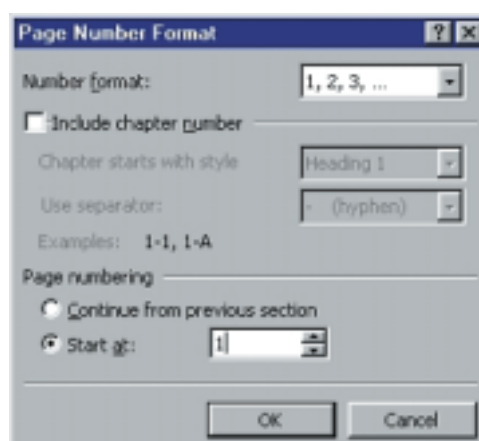 Page Number Format
Number format: 1, 2, 3, ...
Include chapter number
Chapter starts with style Heading 1
Use separator: - (hyphen)
Examples: 1-1, 1-A
Page numbering
Continue from previous section
Start at: 1
OK Cancel